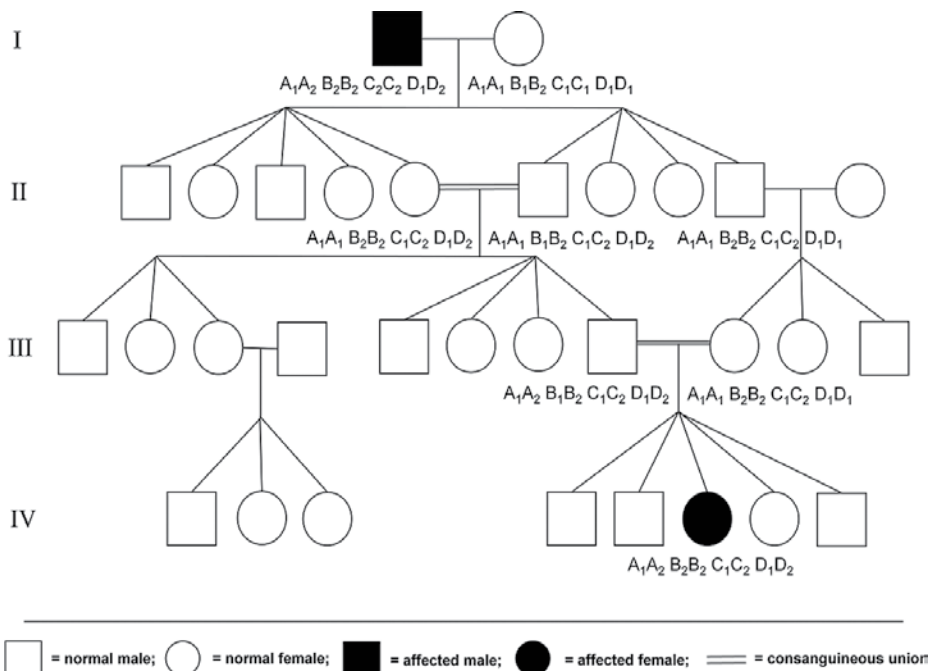 I
A₁A₂ B₂B₂ C₂C₂ D₁D₂ A₁A₁ B₁B₂ C₁C₁ D₁D₁
II
A₁A₁ B₂B₂ C₁C₂ D₁D₂ A₁A₁ B₁B₂ C₁C₂ D₁D₂ A₁A₁ B₂B₂ C₁C₂ D₁D₁
III
A₁A₂ B₁B₂ C₁C₂ D₁D₂ A₁A₁ B₂B₂ C₁C₂ D₁D₁
IV
A₁A₂ B₂B₂ C₁C₂ D₁D₂
= normal male; = normal female; = affected male; = affected female; = consanguineous union